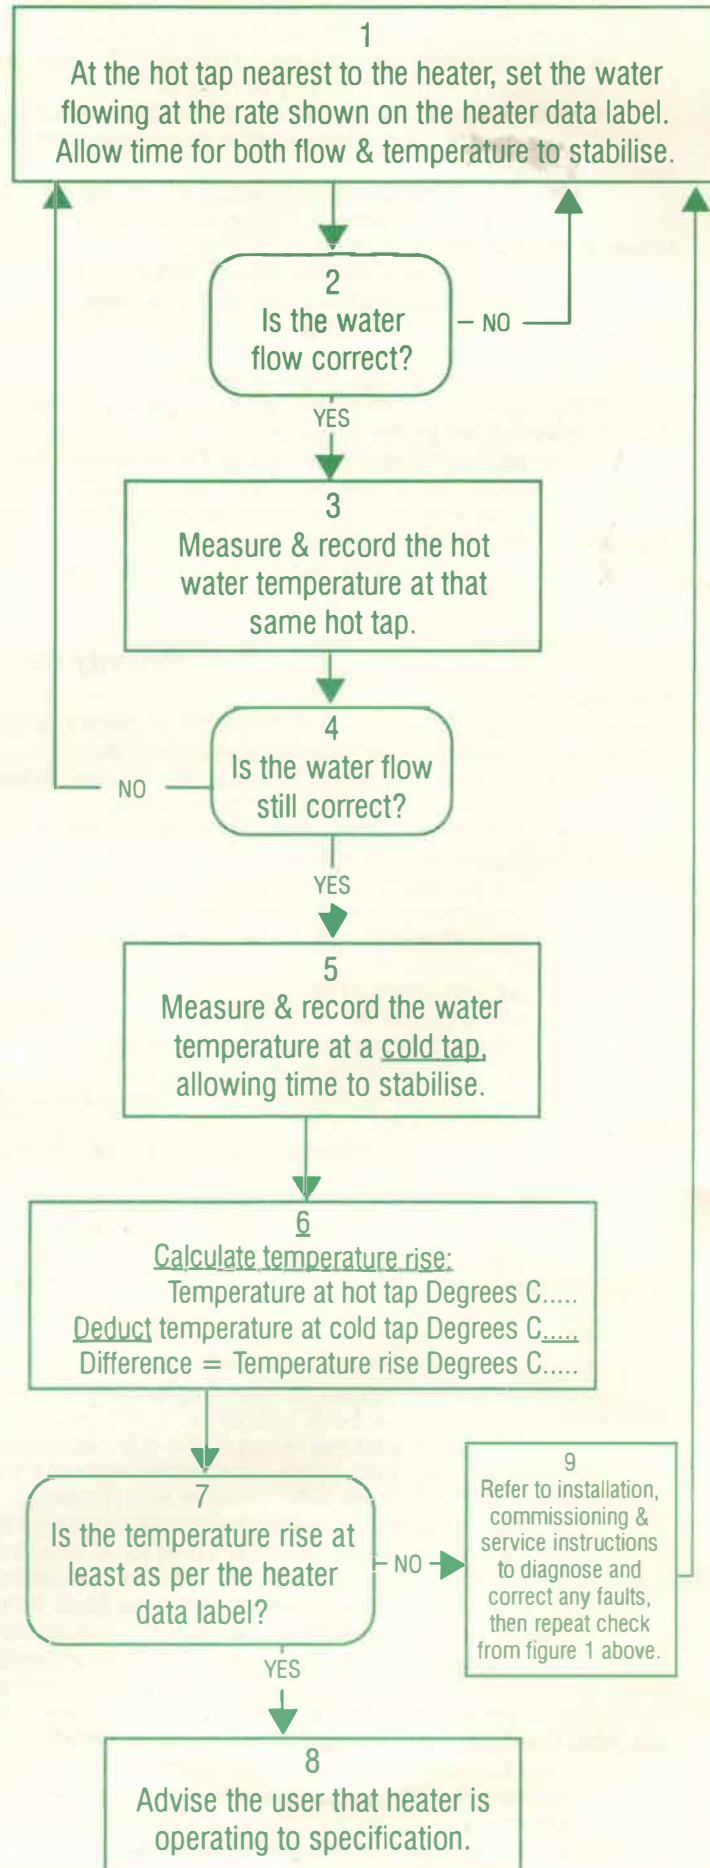 1
At the hot tap nearest to the heater, set the water
flowing at the rate shown on the heater data label.
Allow time for both flow & temperature to stabilise.
2
Is the water
flow correct?
NO
YES
3
Measure & record the hot
water temperature at that
same hot tap.
4
Is the water flow
still correct?
NO
YES
5
Measure & record the water
temperature at a cold tap,
allowing time to stabilise.
6
Calculate temperature rise:
Temperature at hot tap Degrees C.....
Deduct temperature at cold tap Degrees C.....
Difference = Temperature rise Degrees C.....
7
Is the temperature rise at
least as per the heater
data label?
NO
YES
9
Refer to installation,
commissioning &
service instructions
to diagnose and
correct any faults,
then repeat check
from figure 1 above.
8
Advise the user that heater is
operating to specification.